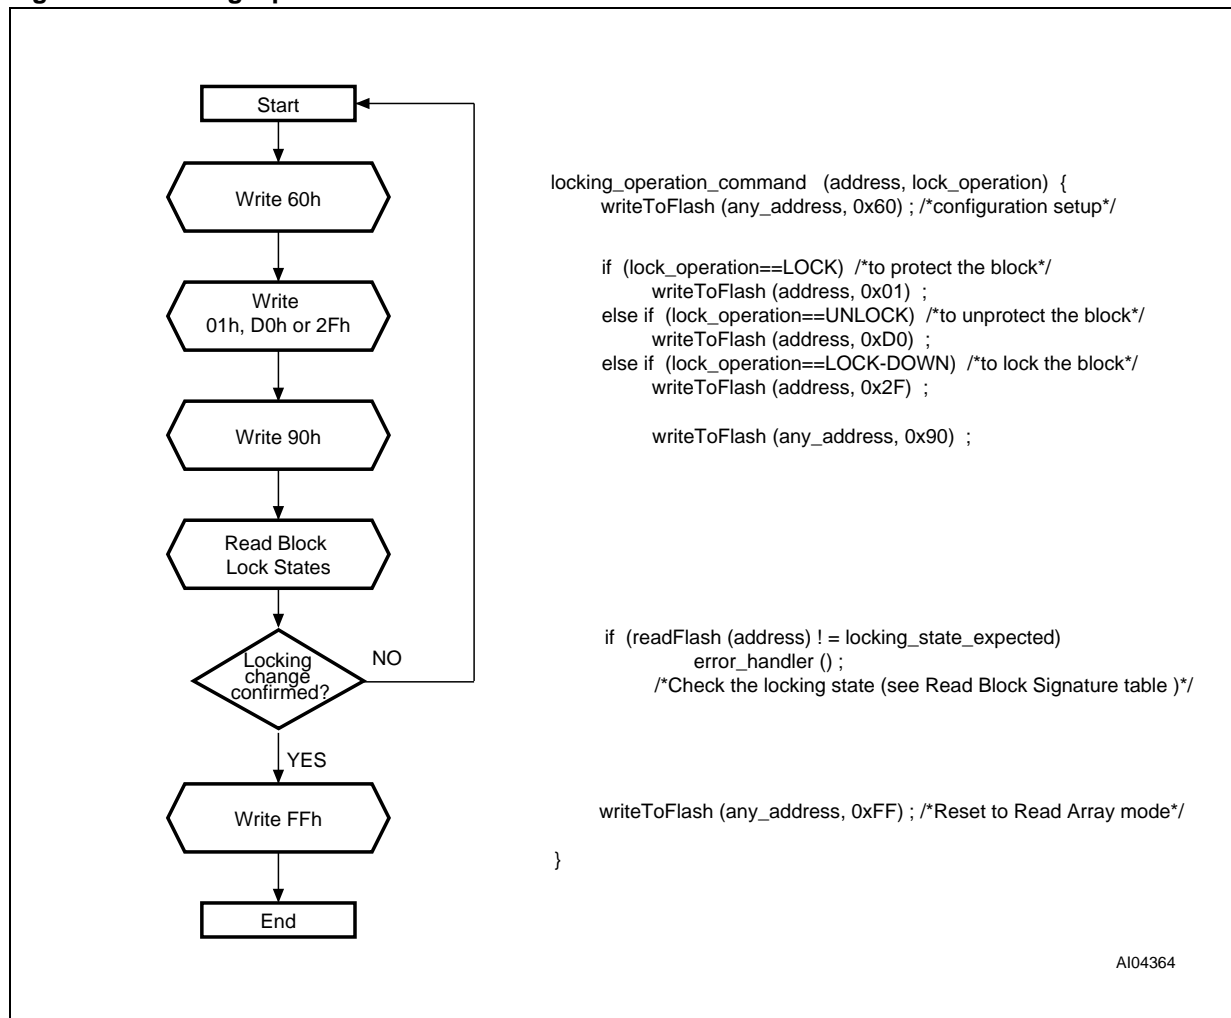 Start
Write 60h
Write
01h, D0h or 2Fh
Write 90h
Read Block
Lock States
Locking
change
confirmed?
NO
YES
Write FFh
End
locking_operation_command (address, lock_operation) {
writeToFlash (any_address, 0x60) ; /*configuration setup*/
if (lock_operation==LOCK) /*to protect the block*/
writeToFlash (address, 0x01) ;
else if (lock_operation==UNLOCK) /*to unprotect the block*/
writeToFlash (address, 0xD0) ;
else if (lock_operation==LOCK-DOWN) /*to lock the block*/
writeToFlash (address, 0x2F) ;
writeToFlash (any_address, 0x90) ;
if (readFlash (address) ! = locking_state_expected)
error_handler () ;
/*Check the locking state (see Read Block Signature table )*/
writeToFlash (any_address, 0xFF) ; /*Reset to Read Array mode*/
}
AI04364